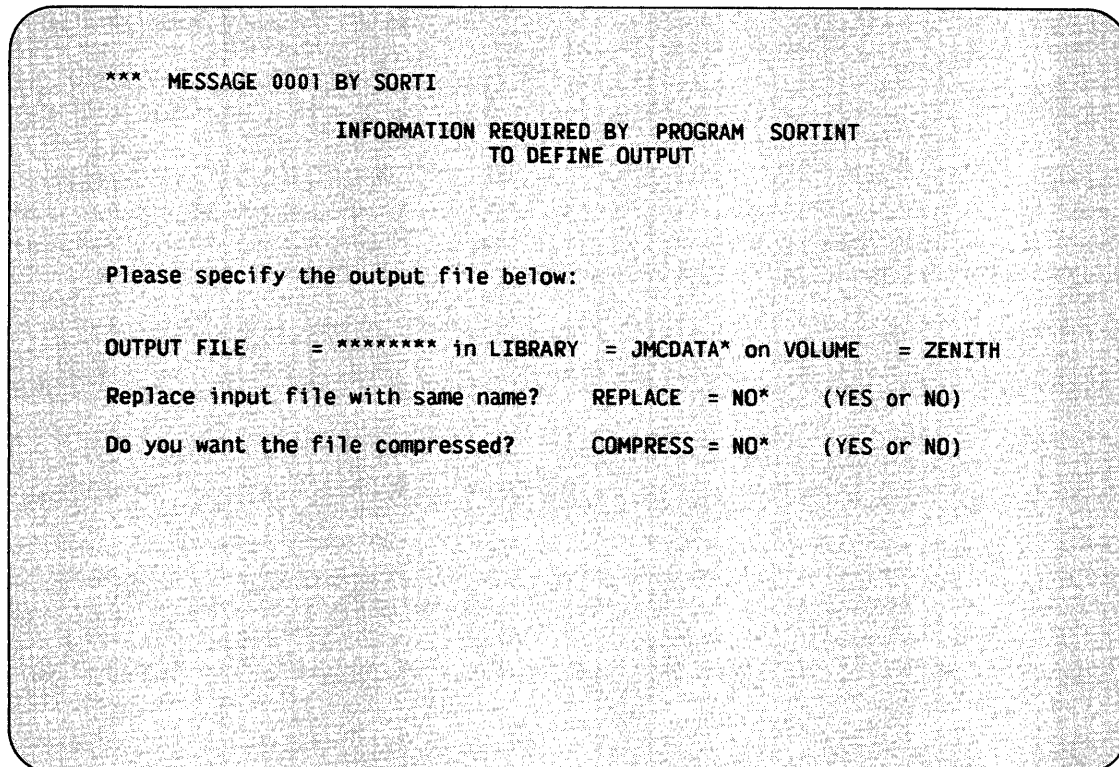 *** MESSAGE 0001 BY SORTI
INFORMATION REQUIRED BY PROGRAM SORTINT
TO DEFINE OUTPUT
Please specify the output file below:
OUTPUT FILE = ******** in LIBRARY = JMCDATA* on VOLUME = ZENITH
Replace input file with same name? REPLACE = NO* (YES or NO)
Do you want the file compressed? COMPRESS = NO* (YES or NO)